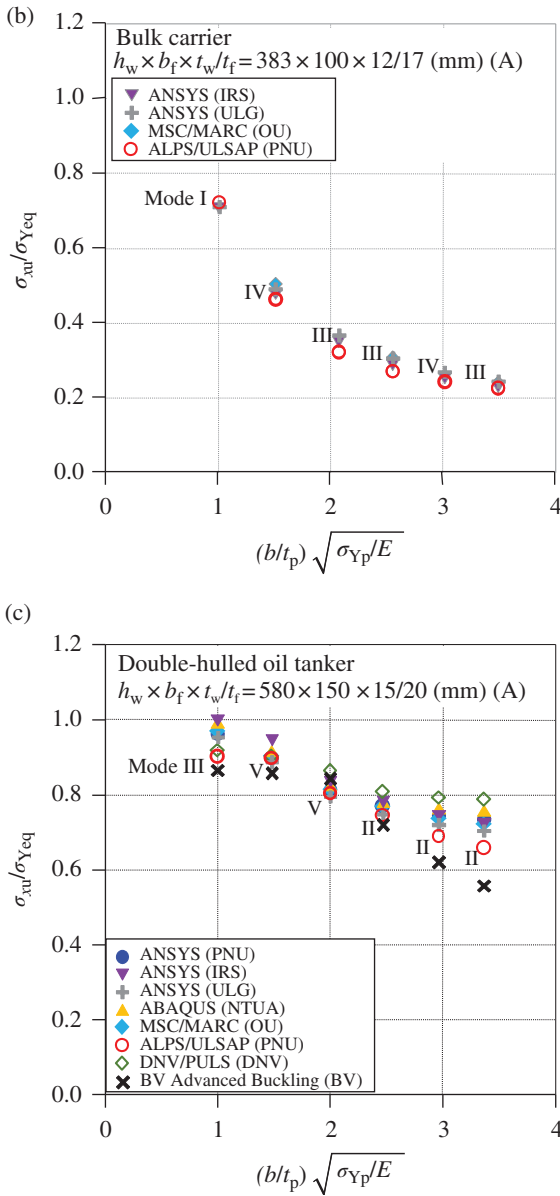 (b)
Bulk carrier
h_w × b_f × t_w/t_f = 383 × 100 × 12/17 (mm) (A)
ANSYS (IRS)
ANSYS (ULG)
MSC/MARC (OU)
ALPS/ULSAP (PNU)
1.2
1.0
0.8
0.6
0.4
0.2
0.0
σ_xu/σ_Yeq
Mode I
IV
III
III
IV
III
0 1 2 3 4
(b/t_p) √σ_Yp/E
(c)
Double-hulled oil tanker
h_w × b_f × t_w/t_f = 580 × 150 × 15/20 (mm) (A)
1.2
1.0
0.8
0.6
0.4
0.2
0.0
σ_xu/σ_Yeq
Mode III
V
V
II
II
II
ANSYS (PNU)
ANSYS (IRS)
ANSYS (ULG)
ABAQUS (NTUA)
MSC/MARC (OU)
ALPS/ULSAP (PNU)
DNV/PULS (DNV)
BV Advanced Buckling (BV)
0 1 2 3 4
(b/t_p) √σ_Yp/E